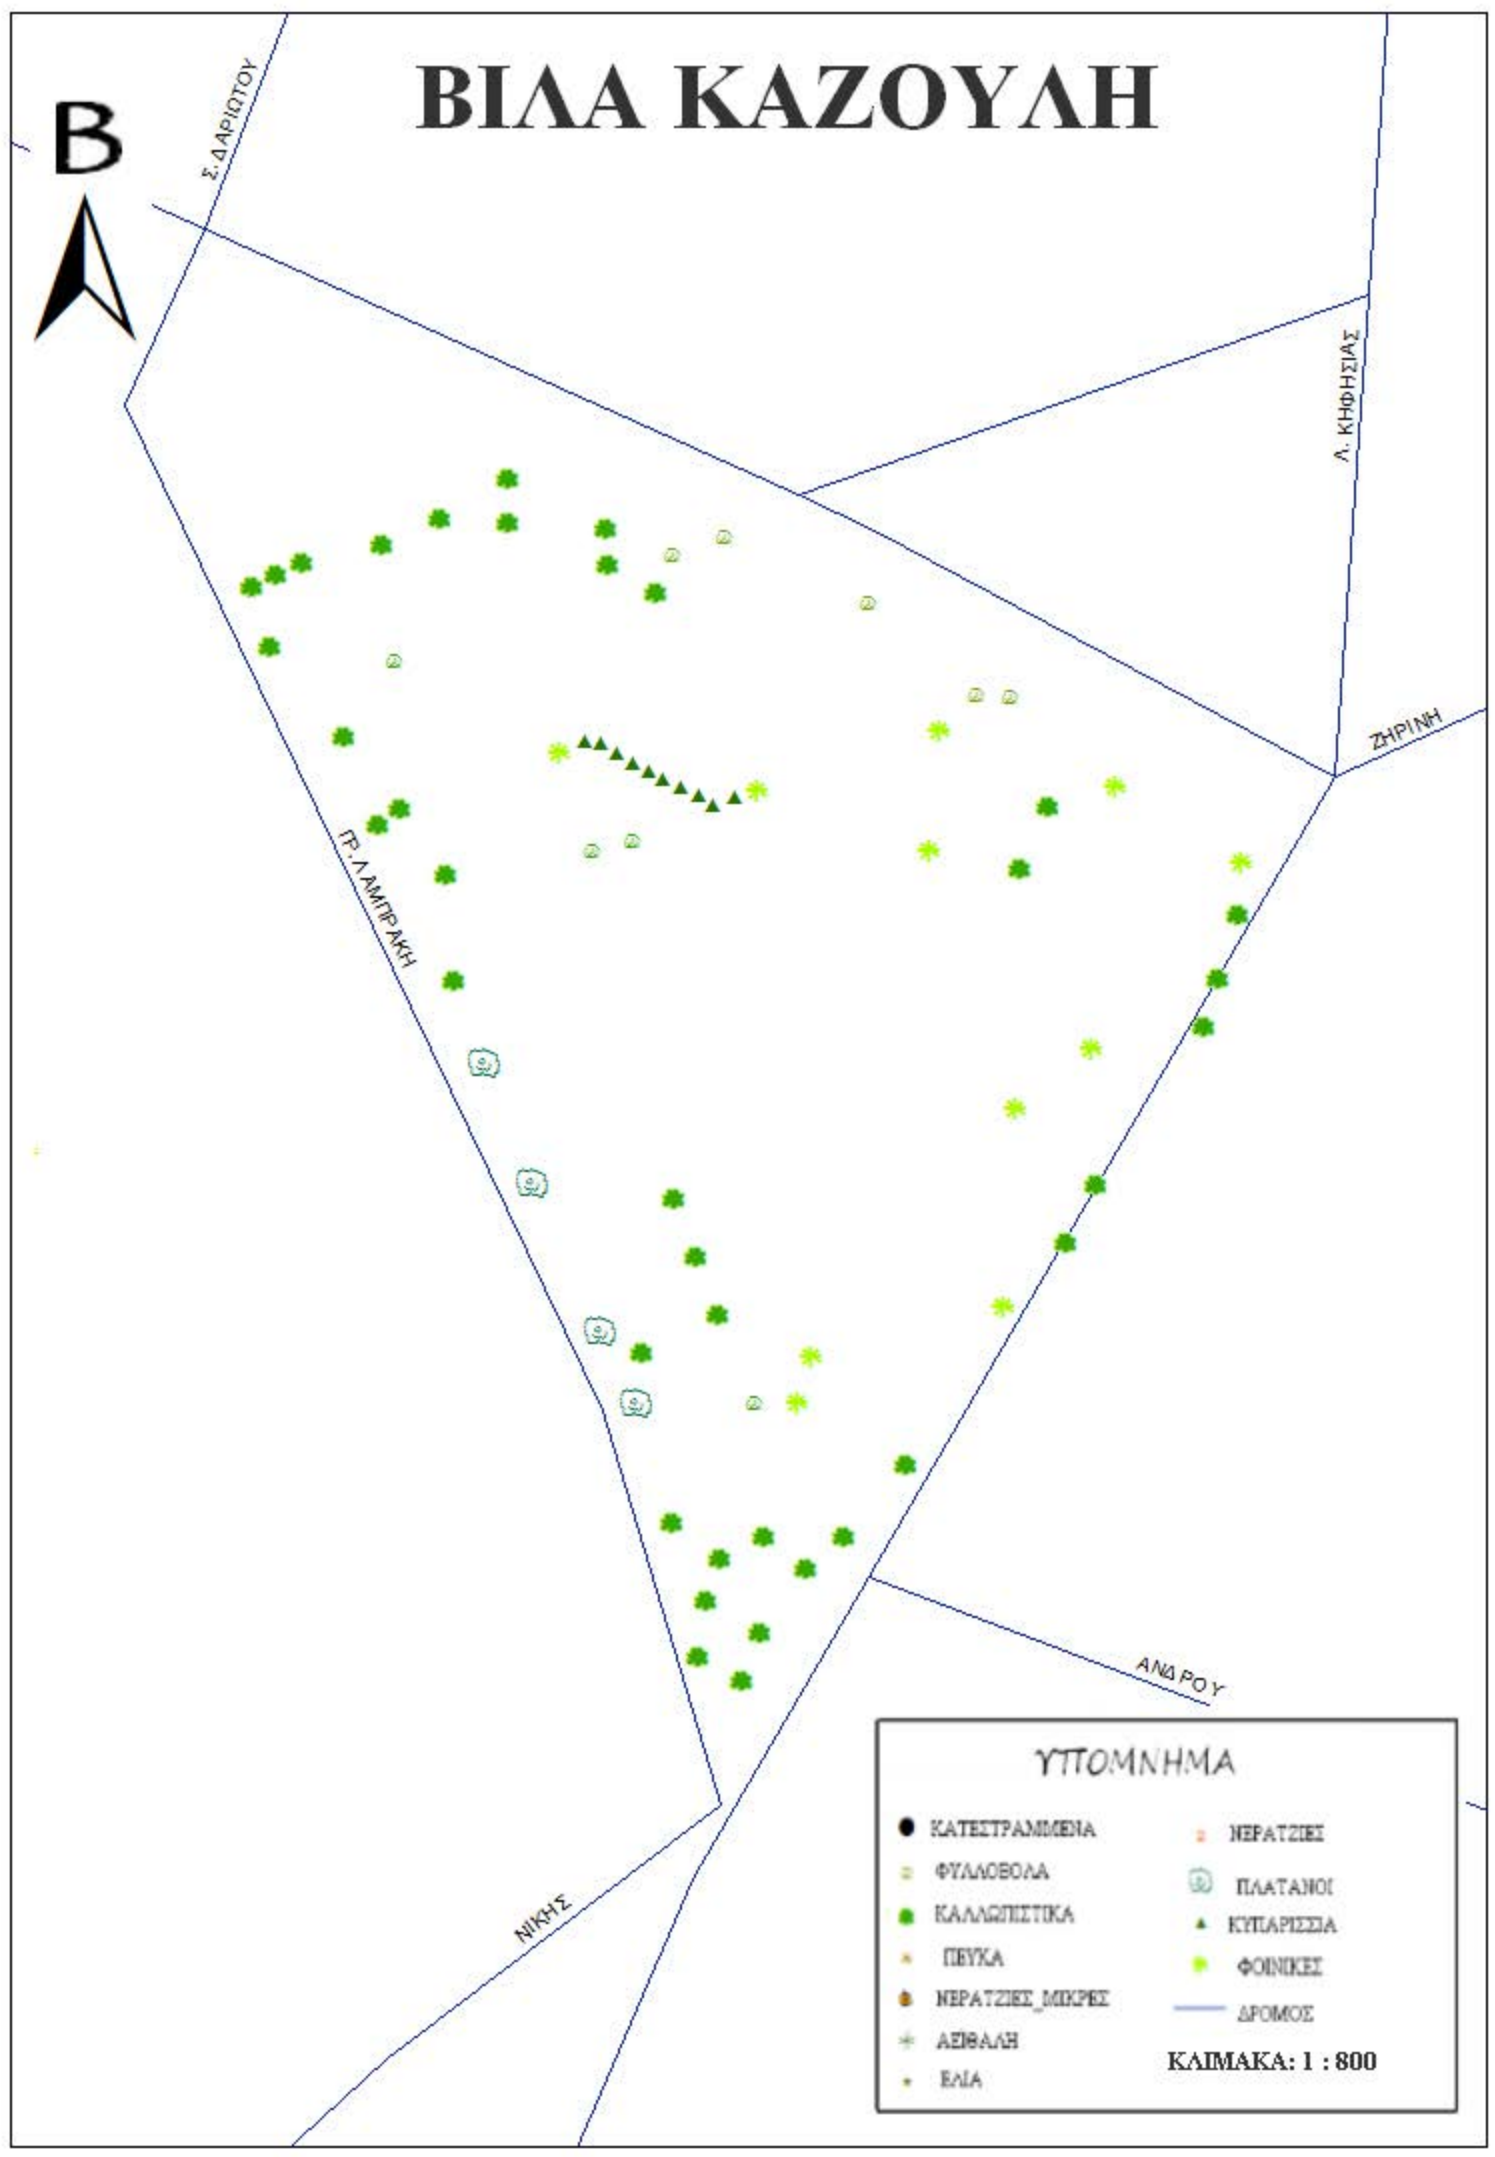 ΒΙΛΑ ΚΑΖΟΥΛΗ
Β
Σ. ΔΑΡΙΩΤΟΥ
Λ. ΚΗΦΗΣΙΑΣ
ΖΗΡΙΝΗ
ΓΡ. ΛΑΜΠΡΑΚΗ
ΑΝΔΡΟΥ
ΝΙΚΗΣ
ΥΠΟΜΝΗΜΑ
ΚΑΤΕΣΤΡΑΜΜΕΝΑ
ΦΥΛΛΟΒΟΛΑ
ΚΑΛΛΩΠΙΣΤΙΚΑ
ΠΕΥΚΑ
ΝΕΡΑΤΖΙΕΣ_ΜΙΚΡΕΣ
ΑΕΙΘΑΛΗ
ΕΛΙΑ
ΝΕΡΑΤΖΙΕΣ
ΠΛΑΤΑΝΟΙ
ΚΥΠΑΡΙΣΣΙΑ
ΦΟΙΝΙΚΕΣ
ΔΡΟΜΟΣ
ΚΛΙΜΑΚΑ: 1 : 800